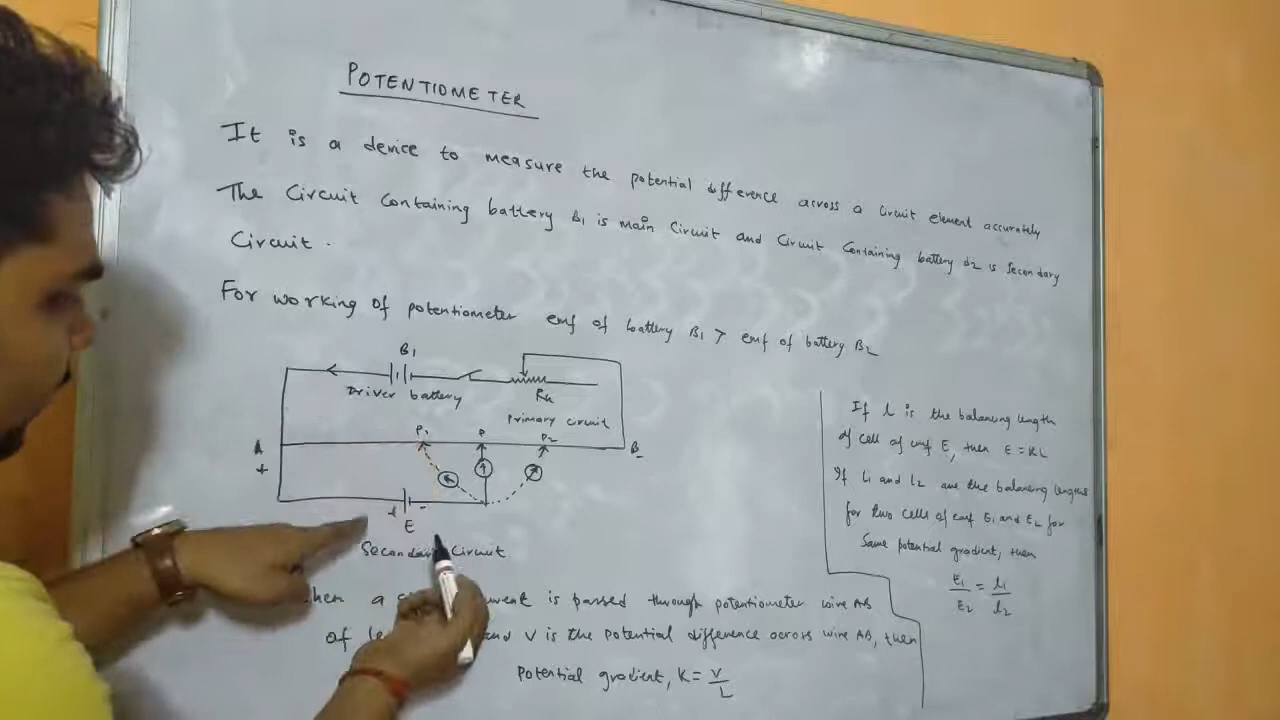 POTENTIOMETER
It is a device to measure the potential difference across a circuit element accurately
The Circuit Containing battery B1 is main Circuit and Circuit Containing battery B2 is Secondary
Circuit.
For working of potentiometer emf of battery B1 > emf of battery B2
B1
Driver battery
Rh
Primary circuit
P1
P
P2
A
+
B
-
+
-
E
Secondary Circuit
a
is passed through potentiometer wire AB
of and V is the potential difference across wire AB, then
Potential gradient, K = V/L
If l is the balancing length
of cell of emf E, then E = Kl
If l1 and l2 are the balancing lengths
for two cells of emf E1 and E2 for
Same potential gradient, then
E1/E2 = l1/l2